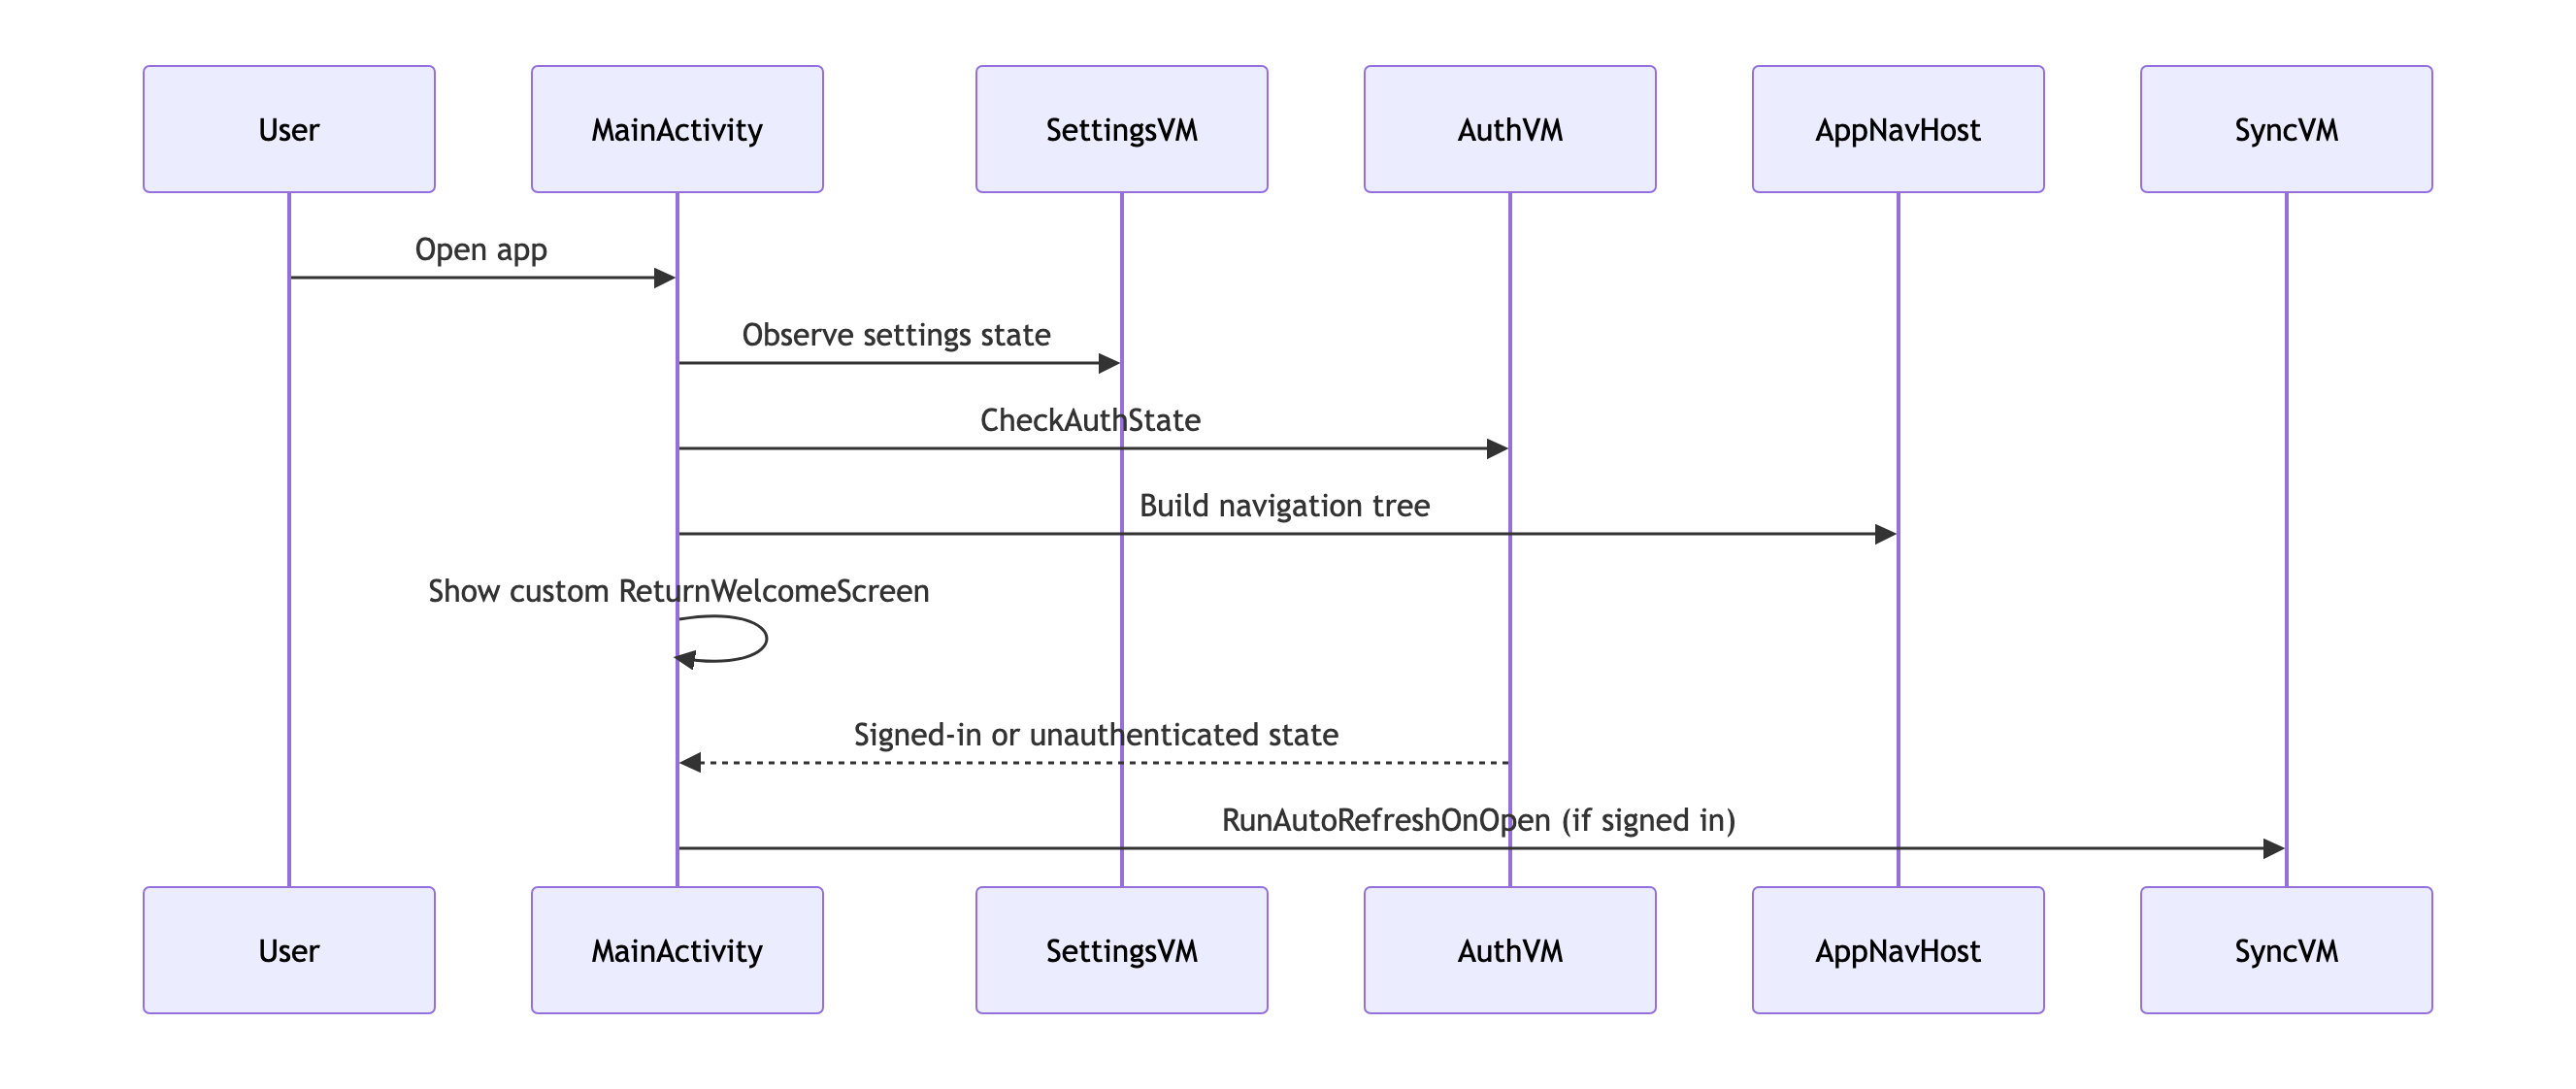 User
MainActivity
SettingsVM
AuthVM
AppNavHost
SyncVM
Open app
Observe settings state
CheckAuthState
Build navigation tree
Show custom ReturnWelcomeScreen
Signed-in or unauthenticated state
RunAutoRefreshOnOpen (if signed in)
User
MainActivity
SettingsVM
AuthVM
AppNavHost
SyncVM